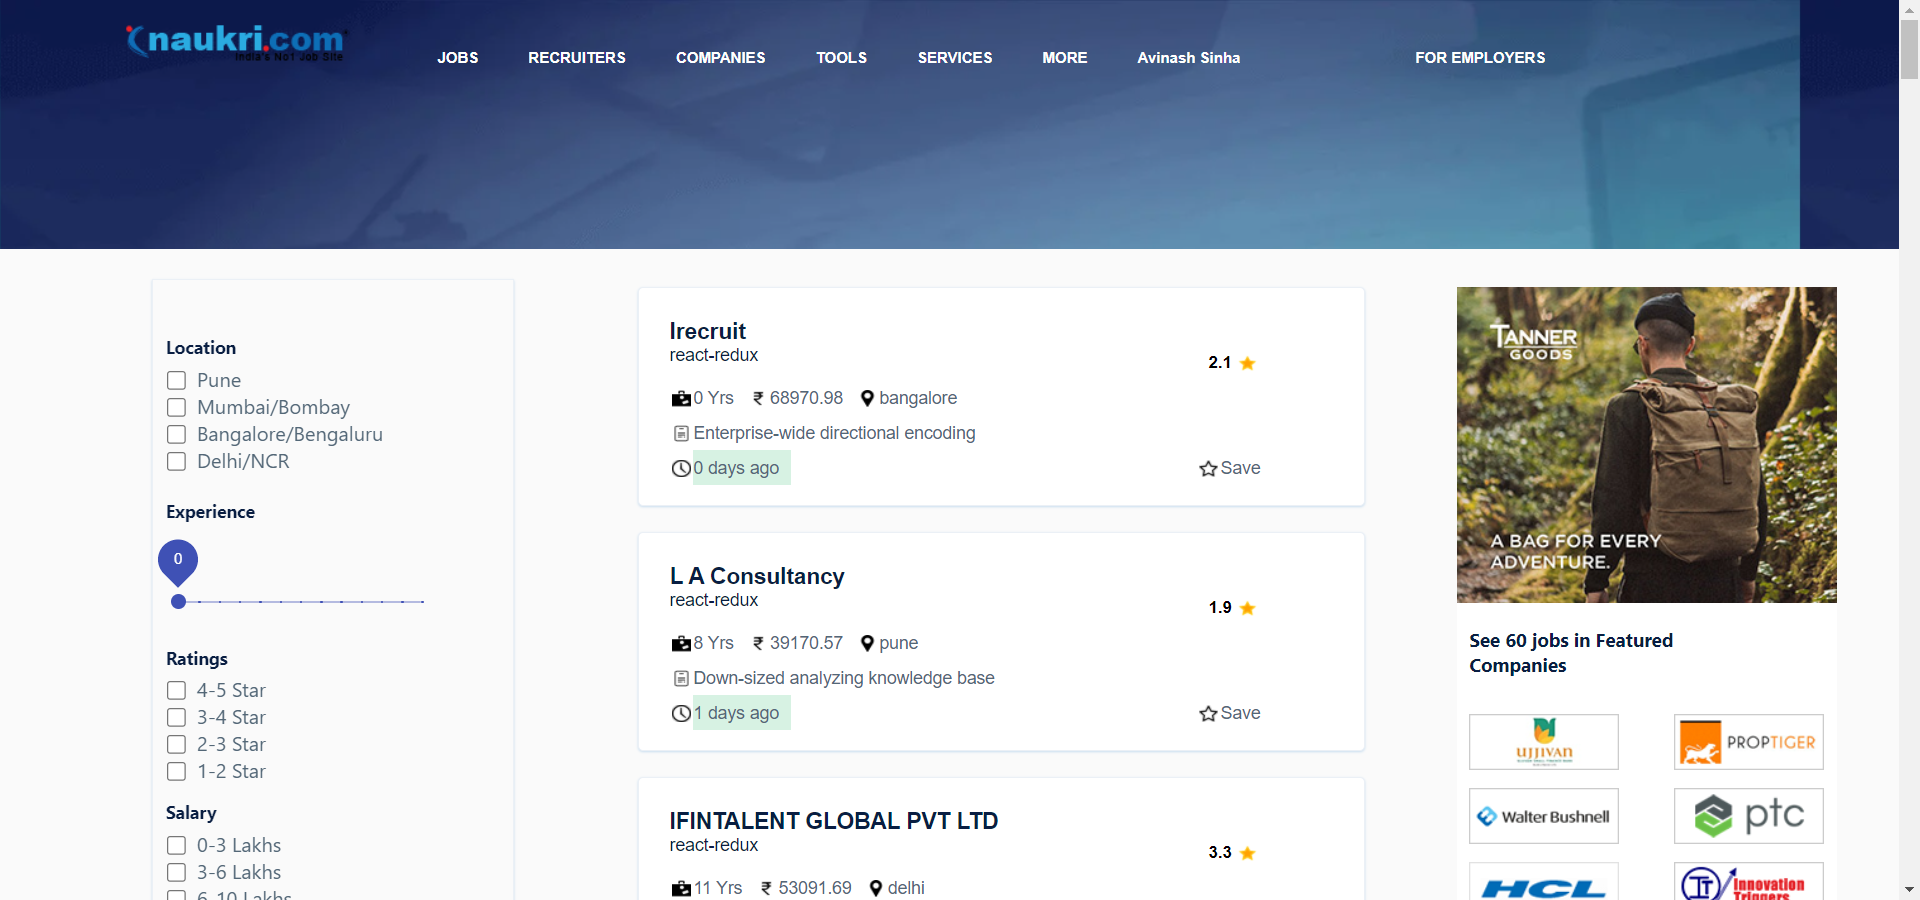 naukri.com
India's No1 Job Site
JOBS
RECRUITERS
COMPANIES
TOOLS
SERVICES
MORE
Avinash Sinha
FOR EMPLOYERS
Location
Pune
Mumbai/Bombay
Bangalore/Bengaluru
Delhi/NCR
Experience
0
Ratings
4-5 Star
3-4 Star
2-3 Star
1-2 Star
Salary
0-3 Lakhs
3-6 Lakhs
6-10 Lakhs
Irecruit
react-redux
2.1
0 Yrs ₹ 68970.98 bangalore
Enterprise-wide directional encoding
0 days ago
Save
L A Consultancy
react-redux
1.9
8 Yrs ₹ 39170.57 pune
Down-sized analyzing knowledge base
1 days ago
Save
IFINTALENT GLOBAL PVT LTD
react-redux
3.3
11 Yrs ₹ 53091.69 delhi
TANNER
GOODS
A BAG FOR EVERY
ADVENTURE.
See 60 jobs in Featured
Companies
UJJIVAN
PROPTIGER
Walter Bushnell
ptc
HCL
IT Innovation
Triggers